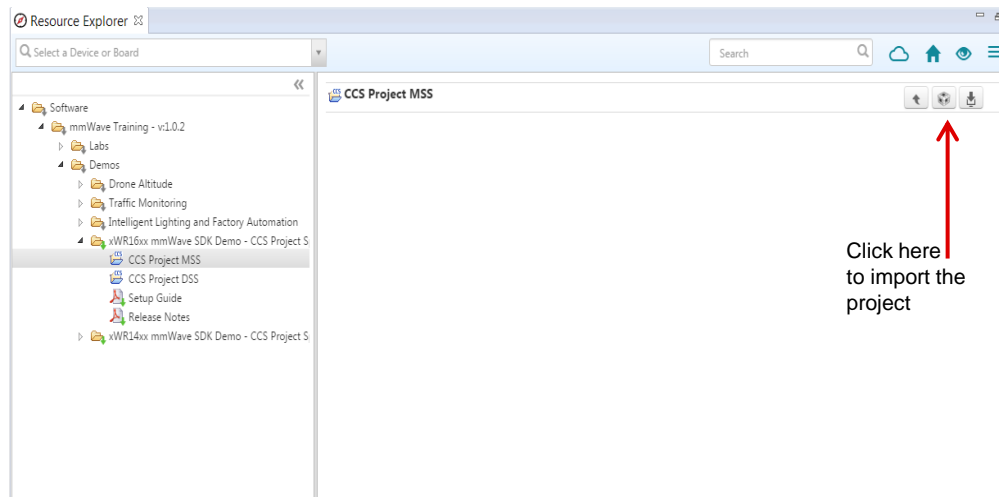 Resource Explorer
Select a Device or Board
Search
Software
mmWave Training - v:1.0.2
Labs
Demos
Drone Altitude
Traffic Monitoring
Intelligent Lighting and Factory Automation
xWR16xx mmWave SDK Demo - CCS Project S
CCS Project MSS
CCS Project DSS
Setup Guide
Release Notes
xWR14xx mmWave SDK Demo - CCS Project S
CCS Project MSS
Click here
to import the
project